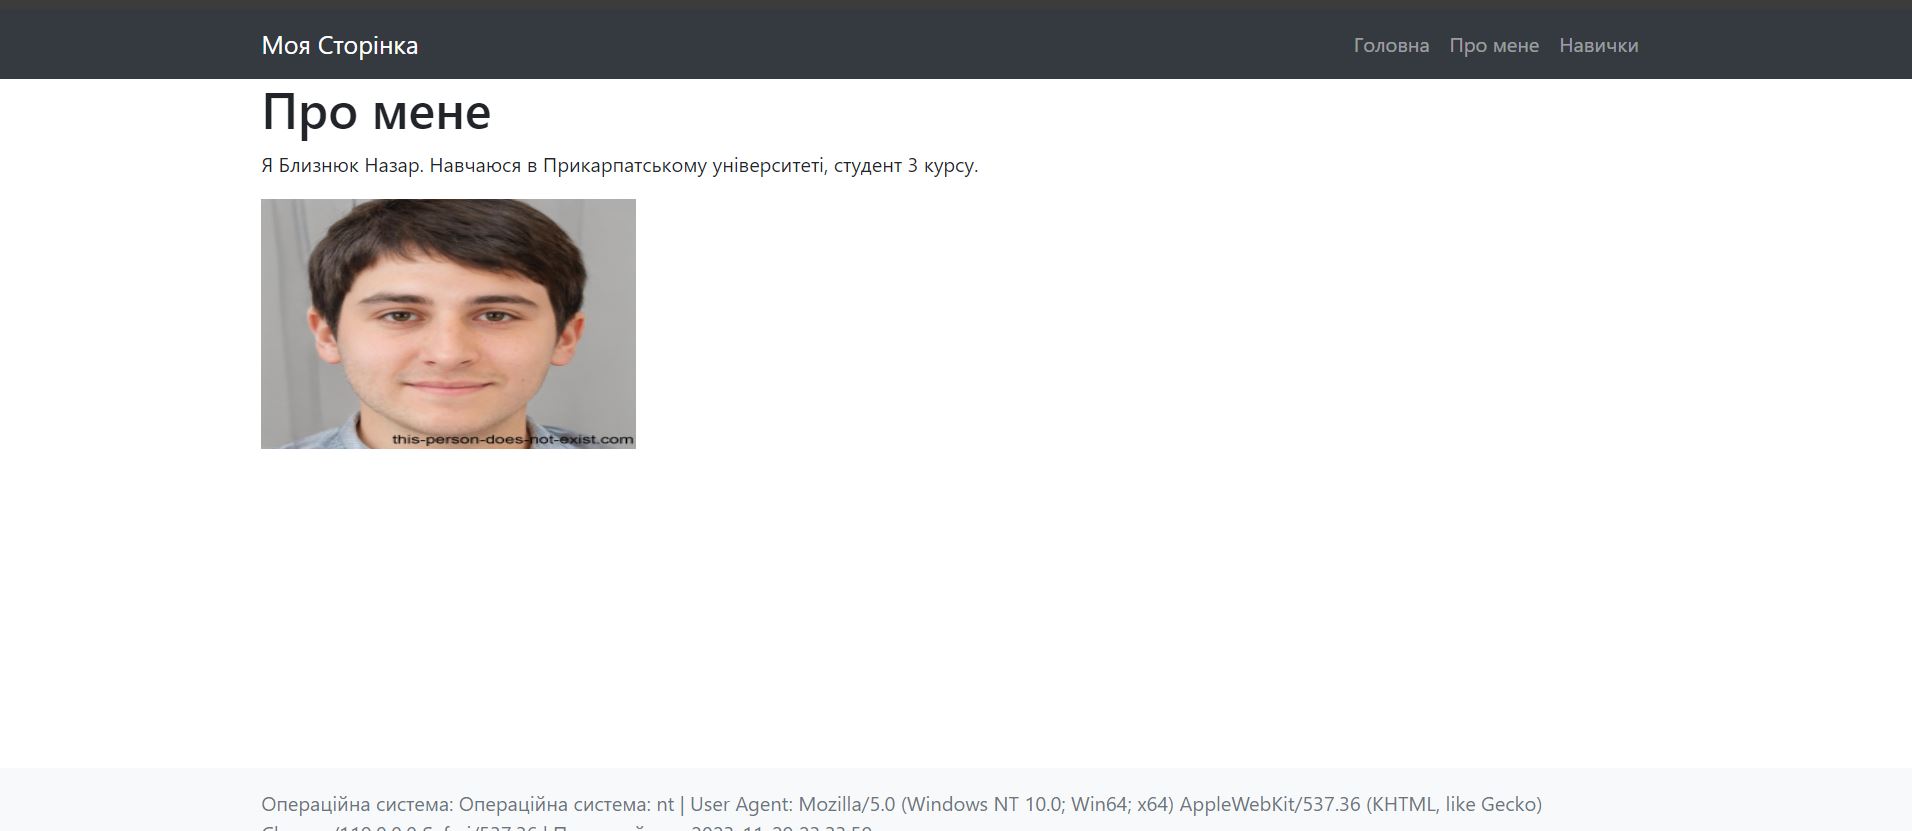 Моя Сторінка
Головна Про мене Навички
Про мене
Я Близнюк Назар. Навчаюся в Прикарпатському університеті, студент 3 курсу.
this-person-does-not-exist.com
Операційна система: Операційна система: nt | User Agent: Mozilla/5.0 (Windows NT 10.0; Win64; x64) AppleWebKit/537.36 (KHTML, like Gecko)